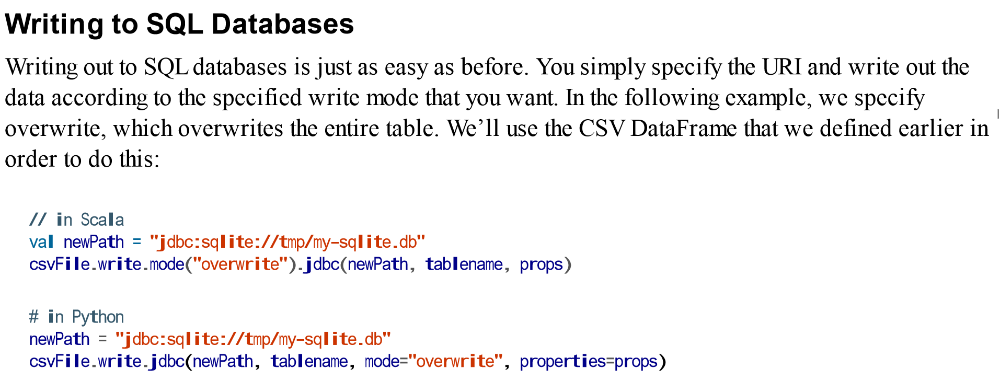 Writing to SQL Databases
Writing out to SQL databases is just as easy as before. You simply specify the URI and write out the
data according to the specified write mode that you want. In the following example, we specify
overwrite, which overwrites the entire table. We’ll use the CSV DataFrame that we defined earlier in
order to do this:
// in Scala
val newPath = "jdbc:sqlite://tmp/my-sqlite.db"
csvFile.write.mode("overwrite").jdbc(newPath, tablename, props)
# in Python
newPath = "jdbc:sqlite://tmp/my-sqlite.db"
csvFile.write.jdbc(newPath, tablename, mode="overwrite", properties=props)